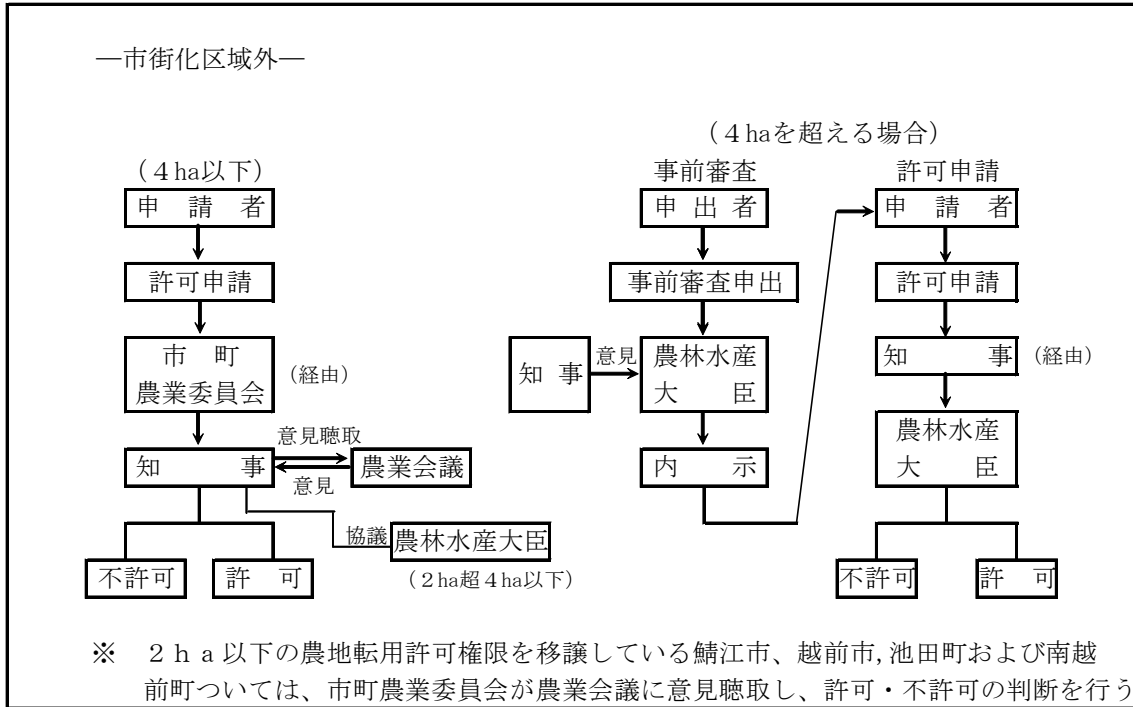 ―市街化区域外―
（４ha以下）
申請者
許可申請
市町
農業委員会
（経由）
知事
意見聴取
意見
農業会議
協議
農林水産大臣
（２ha超４ha以下）
不許可
許可
（４haを超える場合）
事前審査
申出者
事前審査申出
知事
意見
農林水産
大臣
内示
許可申請
申請者
許可申請
知事
（経由）
農林水産
大臣
不許可
許可
※　２ｈａ以下の農地転用許可権限を移譲している鯖江市、越前市,池田町および南越
前町ついては、市町農業委員会が農業会議に意見聴取し、許可・不許可の判断を行う